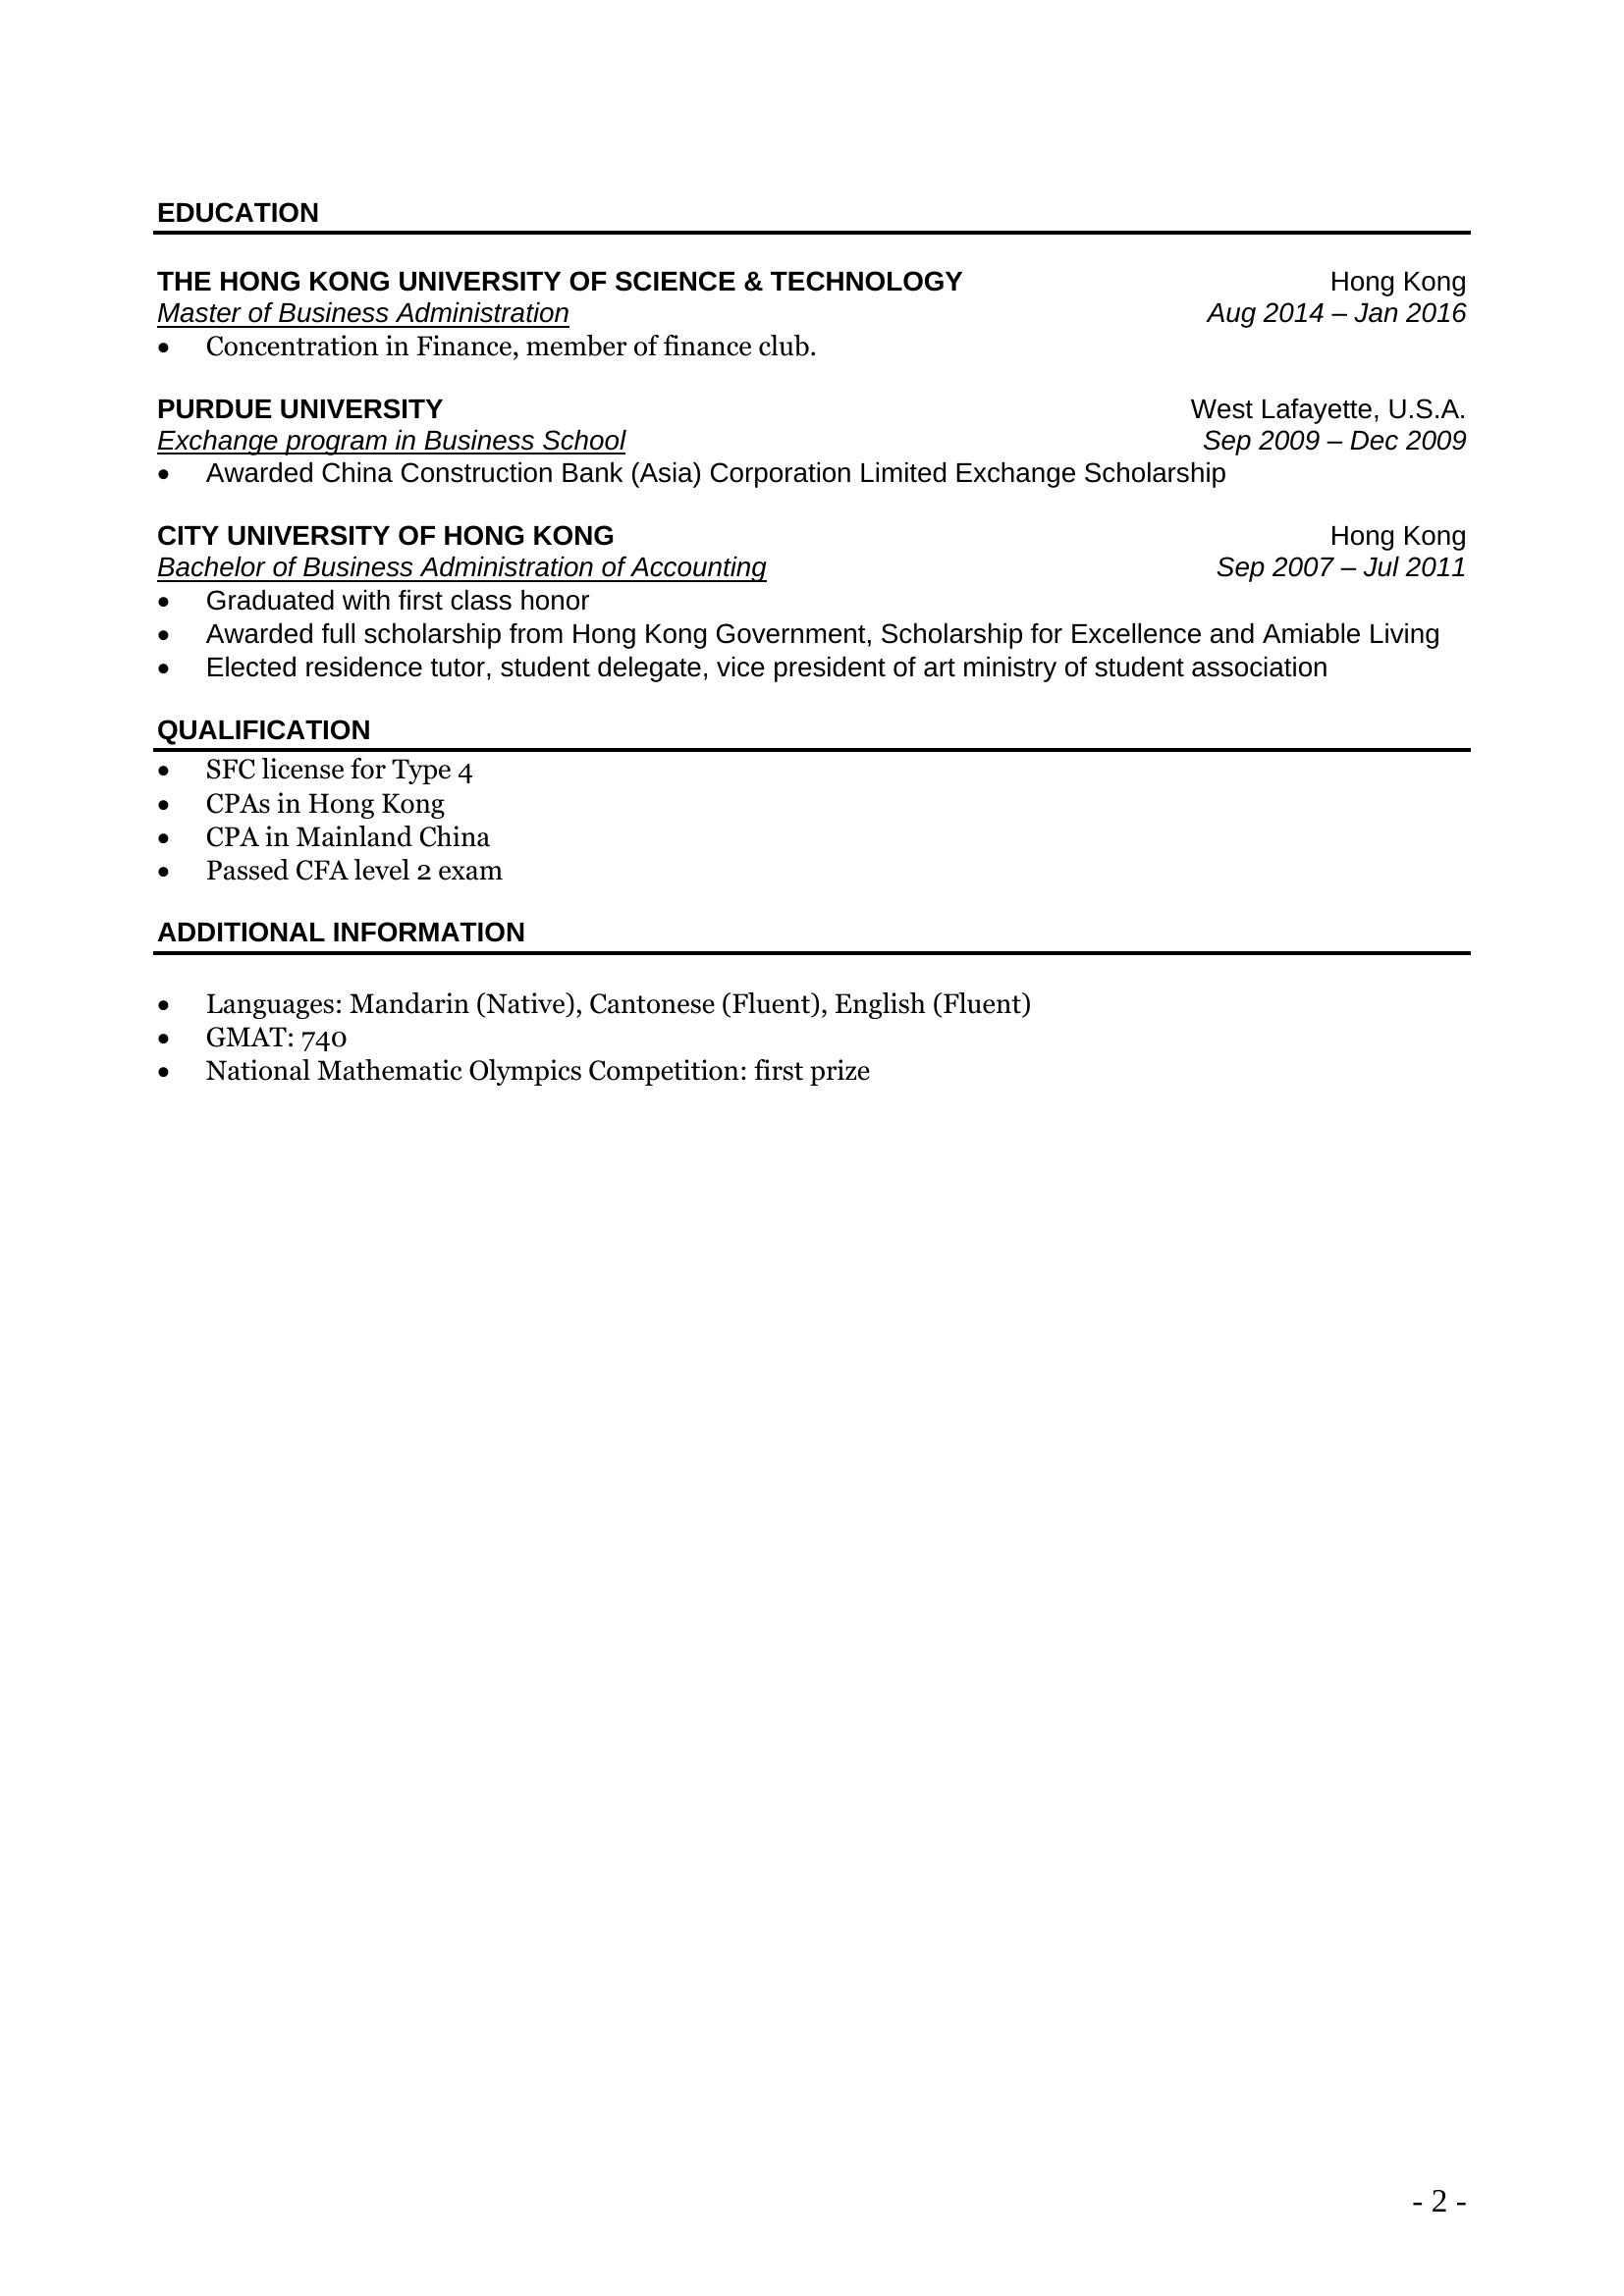 EDUCATION
THE HONG KONG UNIVERSITY OF SCIENCE & TECHNOLOGY Hong Kong
Master of Business Administration Aug 2014 – Jan 2016
• Concentration in Finance, member of finance club.
PURDUE UNIVERSITY West Lafayette, U.S.A.
Exchange program in Business School Sep 2009 – Dec 2009
• Awarded China Construction Bank (Asia) Corporation Limited Exchange Scholarship
CITY UNIVERSITY OF HONG KONG Hong Kong
Bachelor of Business Administration of Accounting Sep 2007 – Jul 2011
• Graduated with first class honor
• Awarded full scholarship from Hong Kong Government, Scholarship for Excellence and Amiable Living
• Elected residence tutor, student delegate, vice president of art ministry of student association
QUALIFICATION
• SFC license for Type 4
• CPAs in Hong Kong
• CPA in Mainland China
• Passed CFA level 2 exam
ADDITIONAL INFORMATION
• Languages: Mandarin (Native), Cantonese (Fluent), English (Fluent)
• GMAT: 740
• National Mathematic Olympics Competition: first prize
- 2 -